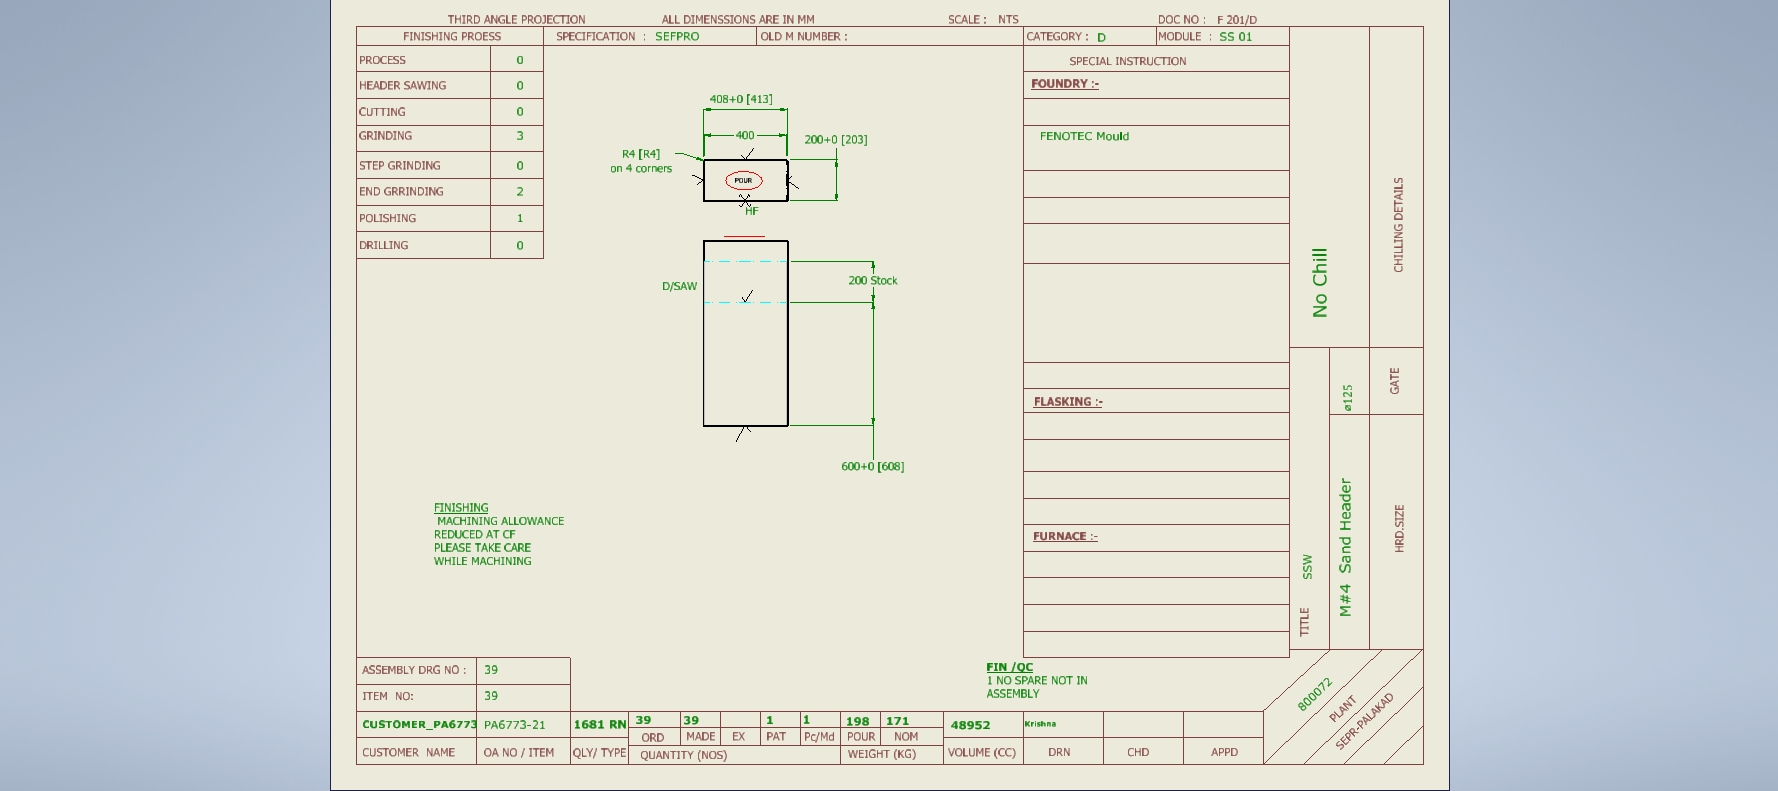 THIRD ANGLE PROJECTION ALL DIMENSSIONS ARE IN MM SCALE : NTS DOC NO : F 201/D
FINISHING PROESS SPECIFICATION : SEFPRO OLD M NUMBER : CATEGORY : D MODULE : SS 01
PROCESS 0
HEADER SAWING 0
CUTTING 0
GRINDING 3
STEP GRINDING 0
END GRRINDING 2
POLISHING 1
DRILLING 0
408+0 [413]
400
200+0 [203]
R4 [R4]
on 4 corners
POUR
HF
D/SAW
200 Stock
600+0 [608]
FINISHING
MACHINING ALLOWANCE
REDUCED AT CF
PLEASE TAKE CARE
WHILE MACHINING
SPECIAL INSTRUCTION
FOUNDRY :-
FENOTEC Mould
FLASKING :-
FURNACE :-
No Chill
CHILLING DETAILS
ø125
GATE
TITLE SSW
M#4 Sand Header
HRD.SIZE
FIN /QC
1 NO SPARE NOT IN
ASSEMBLY
800072
PLANT
SEPR-PALAKAD
ASSEMBLY DRG NO : 39
ITEM NO: 39
CUSTOMER_PA6773 PA6773-21 1681 RN 39 39 1 1 198 171 48952 Krishna
ORD MADE EX PAT Pc/Md POUR NOM
CUSTOMER NAME OA NO / ITEM QLY/ TYPE QUANTITY (NOS) WEIGHT (KG) VOLUME (CC) DRN CHD APPD